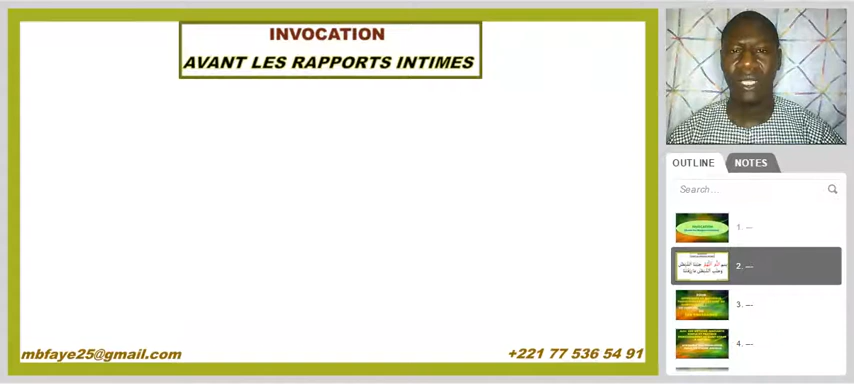 INVOCATION
AVANT LES RAPPORTS INTIMES
mbfaye25@gmail.com
+221 77 536 54 91
OUTLINE
NOTES
Search...
1. ---
2. ---
3. ---
4. ---